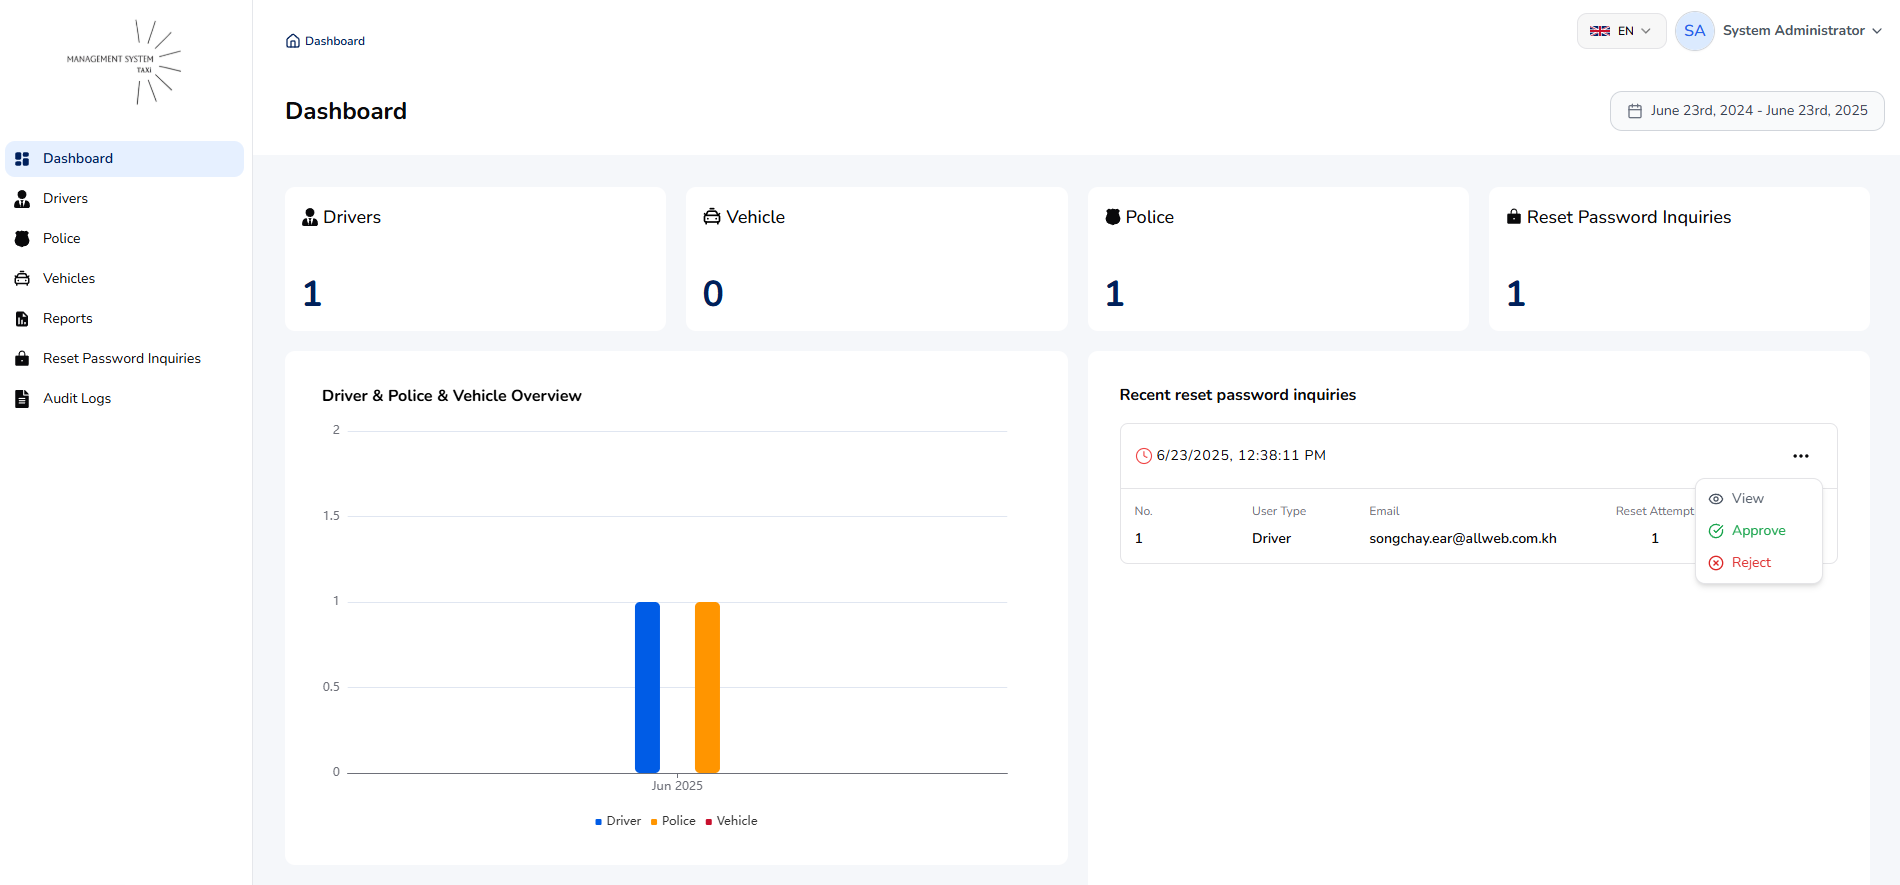 MANAGEMENT SYSTEM
TAXI
Dashboard
Drivers
Police
Vehicles
Reports
Reset Password Inquiries
Audit Logs
Dashboard
EN
SA
System Administrator
Dashboard
June 23rd, 2024 - June 23rd, 2025
Drivers
1
Vehicle
0
Police
1
Reset Password Inquiries
1
Driver & Police & Vehicle Overview
2
1.5
1
0.5
0
Jun 2025
Driver Police Vehicle
Recent reset password inquiries
6/23/2025, 12:38:11 PM
No. User Type Email Reset Attempt
1 Driver songchay.ear@allweb.com.kh 1
View
Approve
Reject